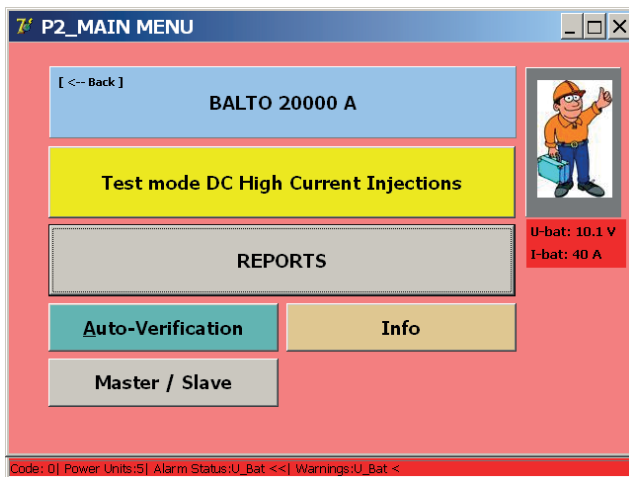 P2_MAIN MENU
[ <-- Back ]
BALTO 20000 A
Test mode DC High Current Injections
U-bat: 10.1 V
I-bat: 40 A
REPORTS
Auto-Verification
Info
Master / Slave
Code: 0| Power Units:5| Alarm Status:U_Bat <<| Warnings:U_Bat <